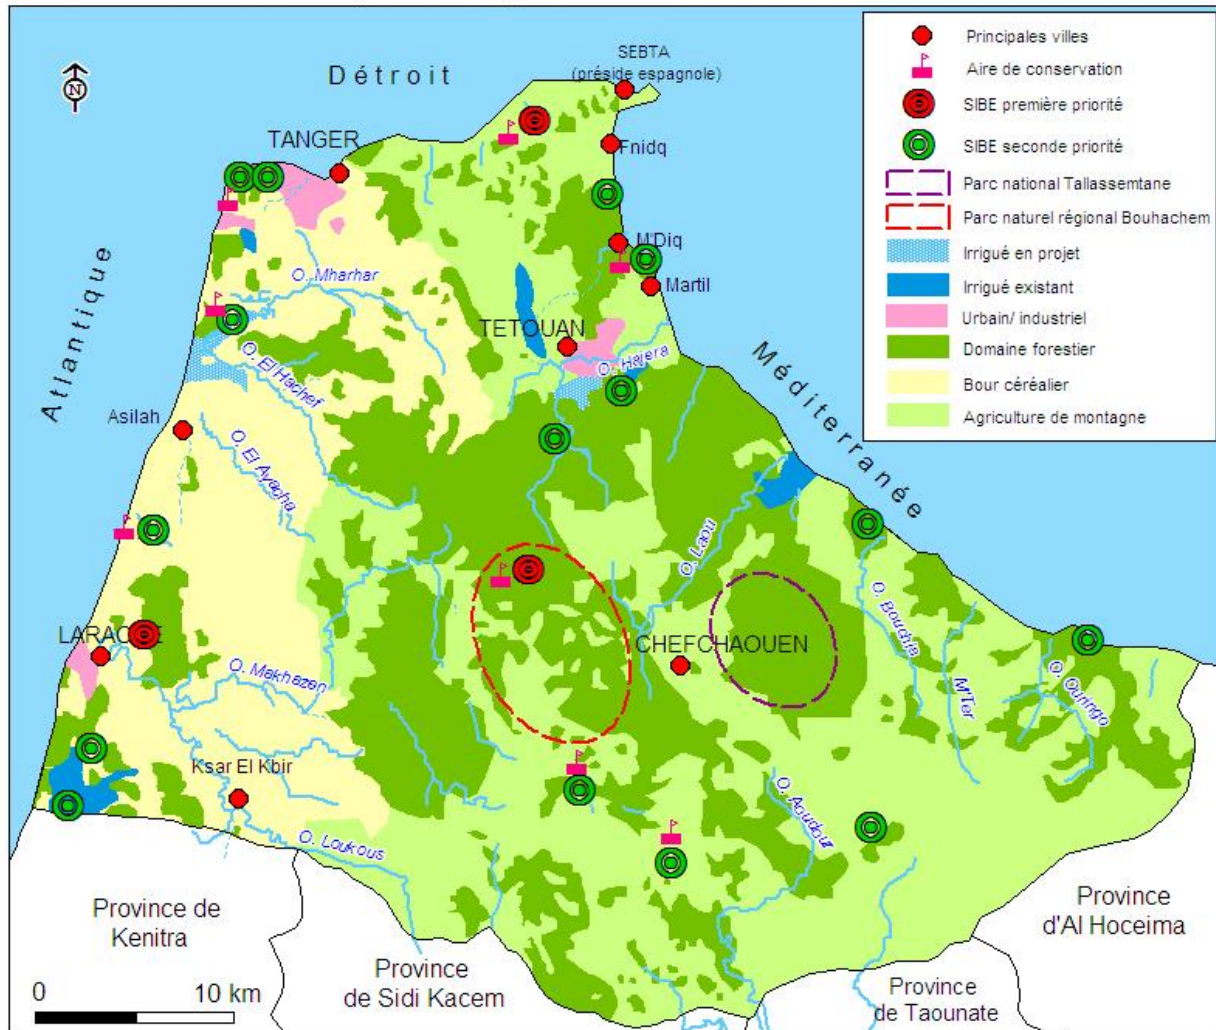 Principales villes
Aire de conservation
SIBE première priorité
SIBE seconde priorité
Parc national Tallassemtane
Parc naturel régional Bouhachem
Irrigué en projet
Irrigué existant
Urbain/ industriel
Domaine forestier
Bour céréalier
Agriculture de montagne
N
Détroit
SEBTA
(préside espagnole)
TANGER
Fnidq
Atlantique
O. Mharhar
M'Diq
Martil
TETOUAN
O. Hajera
Méditerranée
O. El Hachef
Asilah
O. El Ayacha
O. Laou
O. Bouchia
LARACHE
CHEFCHAOUEN
O. Makhazen
M'Ter
O. Ouringo
Ksar El Kbir
O. Aoudour
O. Loukous
Province de
Kenitra
Province
de Sidi Kacem
Province
d'Al Hoceima
Province
de Taounate
0 10 km